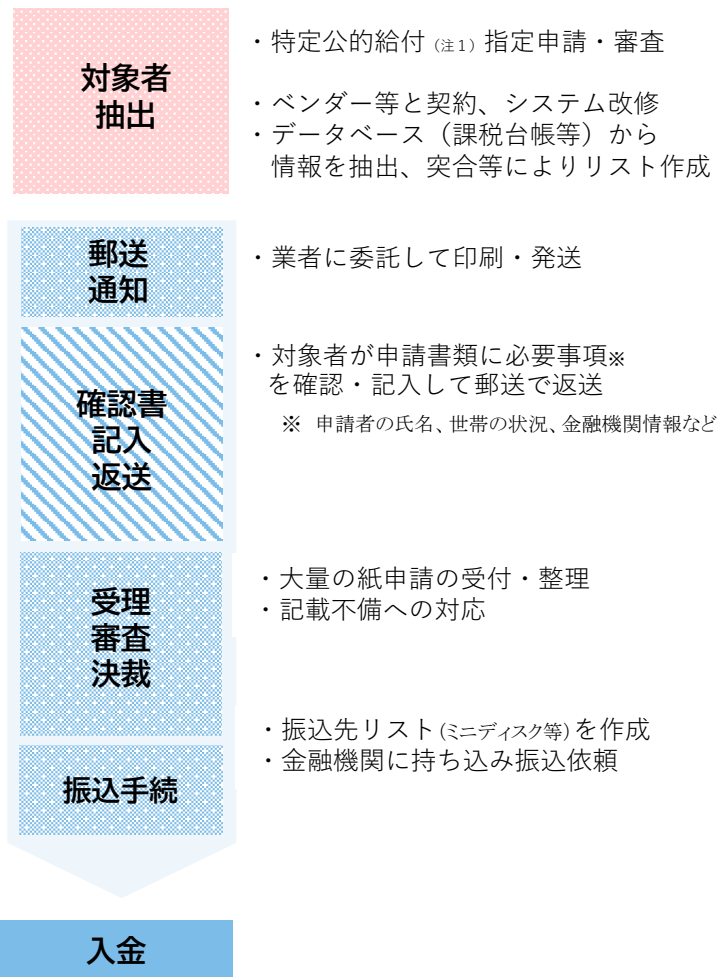 対象者
抽出
・特定公的給付（注１）指定申請・審査
・ベンダー等と契約、システム改修
・データベース（課税台帳等）から
情報を抽出、突合等によりリスト作成
郵送
通知
・業者に委託して印刷・発送
確認書
記入
返送
・対象者が申請書類に必要事項※
を確認・記入して郵送で返送
※ 申請者の氏名、世帯の状況、金融機関情報など
受理
審査
決裁
・大量の紙申請の受付・整理
・記載不備への対応
振込手続
・振込先リスト(ミニディスク等)を作成
・金融機関に持ち込み振込依頼
入金